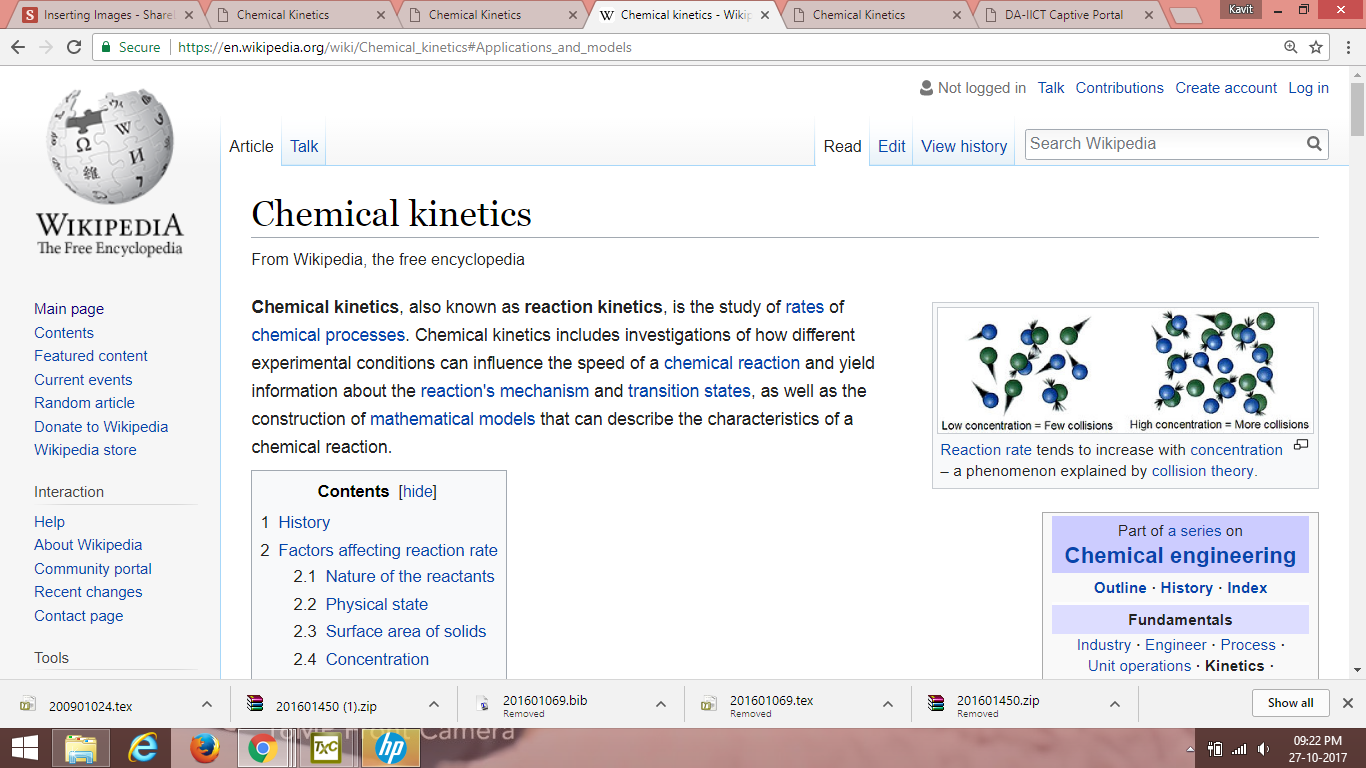 Inserting Images - Share
Chemical Kinetics
Chemical Kinetics
Chemical kinetics - Wikip
Chemical Kinetics
DA-IICT Captive Portal
Kavit
Secure
https://en.wikipedia.org/wiki/Chemical_kinetics#Applications_and_models
Not logged in Talk Contributions Create account Log in
Article Talk Read Edit View history Search Wikipedia
WIKIPEDIA
The Free Encyclopedia
Main page
Contents
Featured content
Current events
Random article
Donate to Wikipedia
Wikipedia store
Interaction
Help
About Wikipedia
Community portal
Recent changes
Contact page
Tools
Chemical kinetics
From Wikipedia, the free encyclopedia
Chemical kinetics, also known as reaction kinetics, is the study of rates of
chemical processes. Chemical kinetics includes investigations of how different
experimental conditions can influence the speed of a chemical reaction and yield
information about the reaction's mechanism and transition states, as well as the
construction of mathematical models that can describe the characteristics of a
chemical reaction.
Contents [hide]
1 History
2 Factors affecting reaction rate
2.1 Nature of the reactants
2.2 Physical state
2.3 Surface area of solids
2.4 Concentration
Low concentration = Few collisions
High concentration = More collisions
Reaction rate tends to increase with concentration
– a phenomenon explained by collision theory.
Part of a series on
Chemical engineering
Outline · History · Index
Fundamentals
Industry · Engineer · Process ·
Unit operations · Kinetics ·
200901024.tex
201601450 (1).zip
201601069.bib
Removed
201601069.tex
Removed
201601450.zip
Removed
Show all
TXC
hp
Camera
09:22 PM
27-10-2017